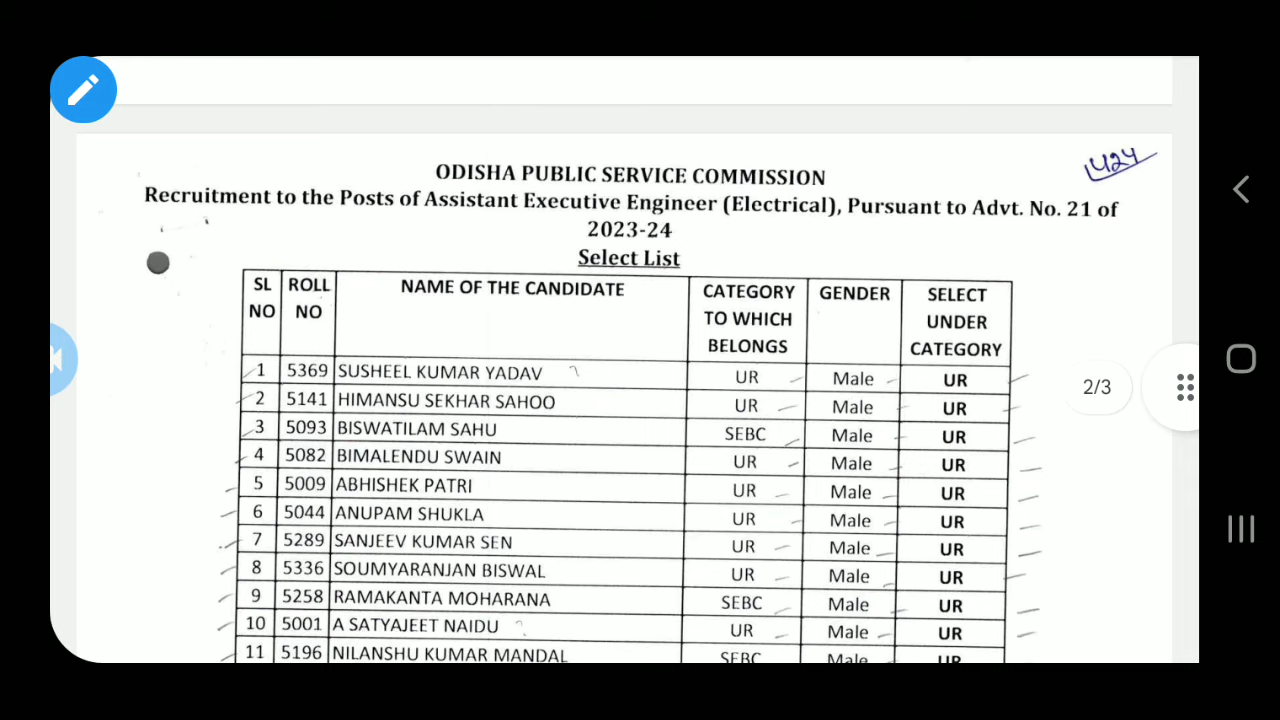 424
ODISHA PUBLIC SERVICE COMMISSION
Recruitment to the Posts of Assistant Executive Engineer (Electrical), Pursuant to Advt. No. 21 of
2023-24
Select List
SL NO ROLL NO NAME OF THE CANDIDATE CATEGORY TO WHICH BELONGS GENDER SELECT UNDER CATEGORY
1 5369 SUSHEEL KUMAR YADAV UR Male UR
2 5141 HIMANSU SEKHAR SAHOO UR Male UR
3 5093 BISWATILAM SAHU SEBC Male UR
2/3
4 5082 BIMALENDU SWAIN UR Male UR
5 5009 ABHISHEK PATRI UR Male UR
6 5044 ANUPAM SHUKLA UR Male UR
7 5289 SANJEEV KUMAR SEN UR Male UR
8 5336 SOUMYARANJAN BISWAL UR Male UR
9 5258 RAMAKANTA MOHARANA SEBC Male UR
10 5001 A SATYAJEET NAIDU UR Male UR
11 5196 NILANSHU KUMAR MANDAL SEBC Male UR